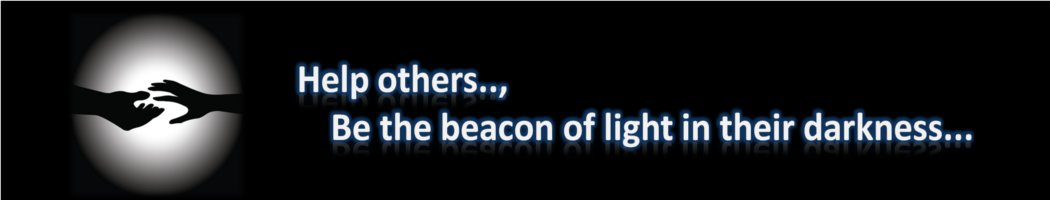 Help others..,
Be the beacon of light in their darkness...